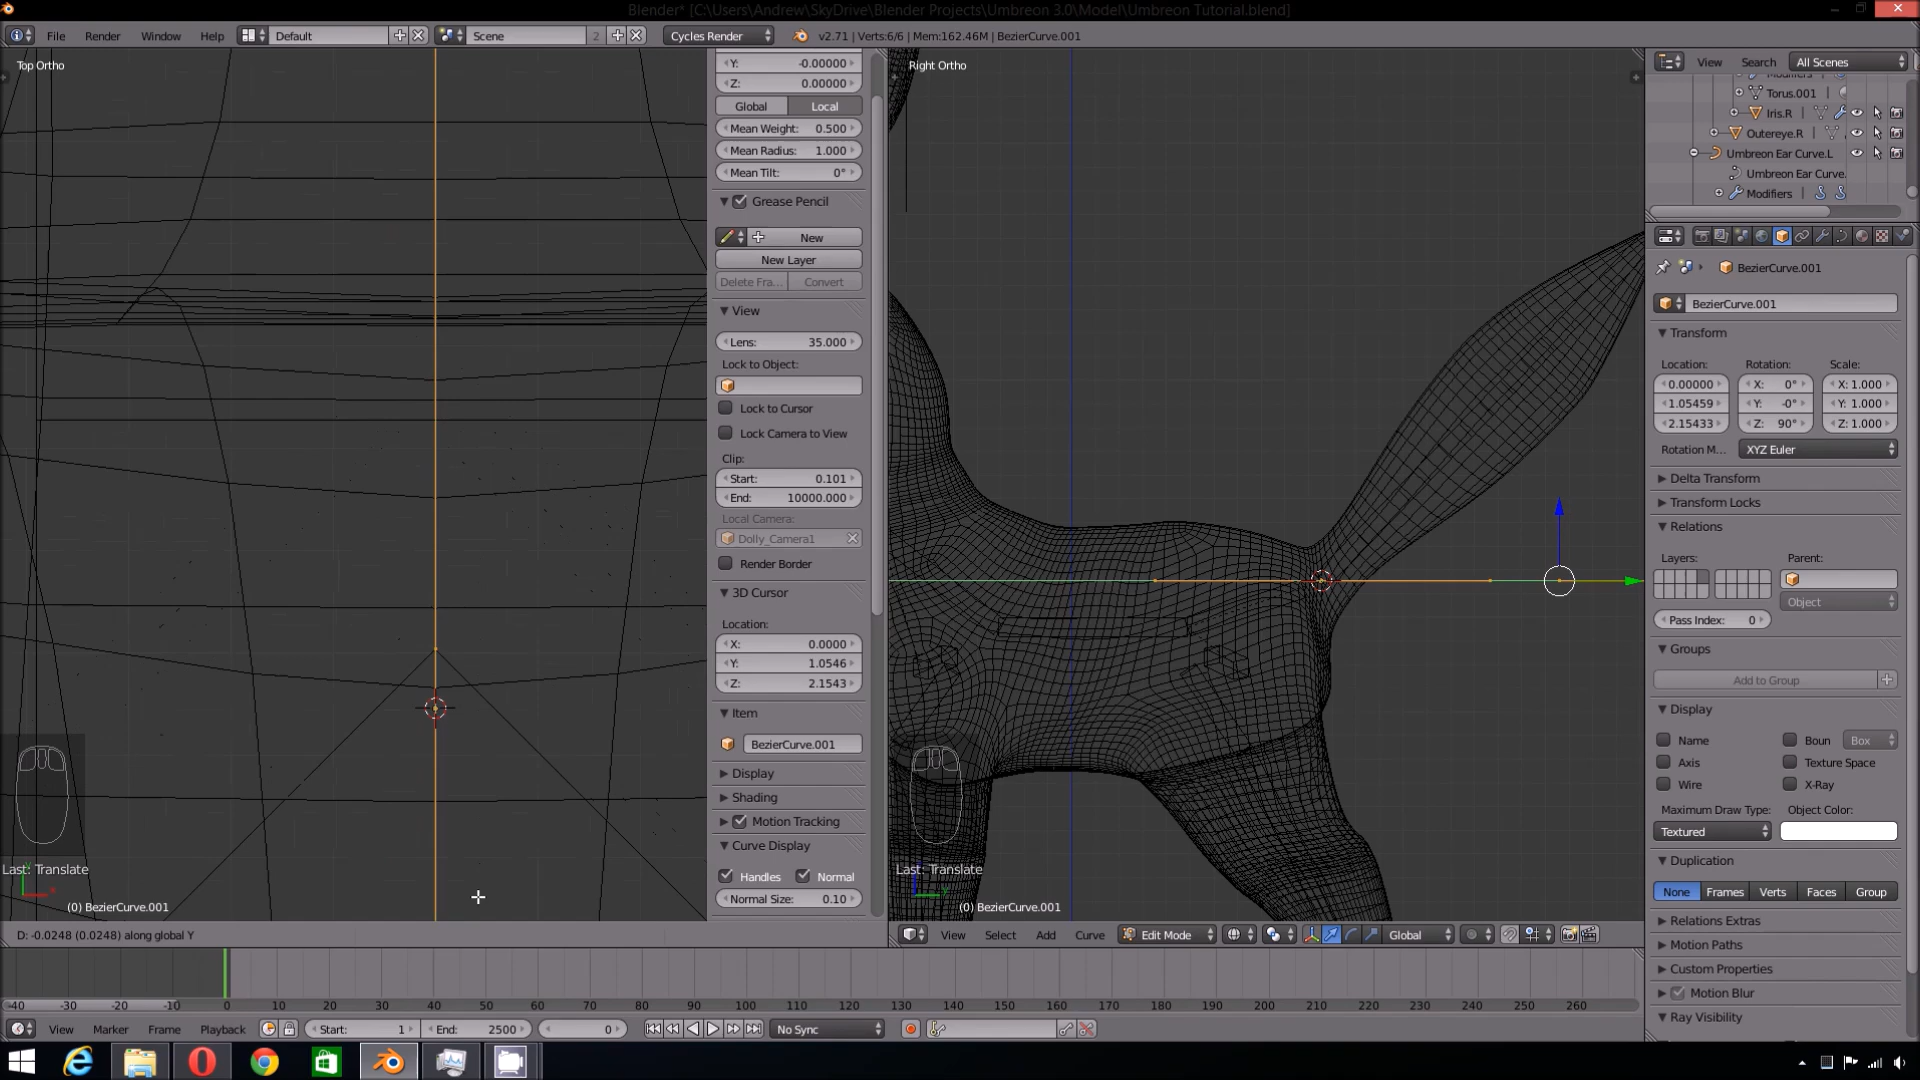 Blender* [C:\Users\Andrew\SkyDrive\Blender Projects\Umbreon 3.0\Model\Umbreon Tutorial.blend]
File Render Window Help Default Scene 2 Cycles Render v2.71 | Verts:6/6 | Mem:162.46M | BezierCurve.001
Top Ortho
Y: -0.00000
Z: 0.00000
Global Local
Mean Weight: 0.500
Mean Radius: 1.000
Mean Tilt: 0°
Grease Pencil
New
New Layer
Delete Fra... Convert
View
Lens: 35.000
Lock to Object:
Lock to Cursor
Lock Camera to View
Clip:
Start: 0.101
End: 10000.000
Local Camera:
Dolly_Camera1
Render Border
3D Cursor
Location:
X: 0.0000
Y: 1.0546
Z: 2.1543
Item
BezierCurve.001
Display
Shading
Motion Tracking
Curve Display
Handles Normal
Normal Size: 0.10
Last: Translate
(0) BezierCurve.001
D: -0.0248 (0.0248) along global Y
Right Ortho
Last: Translate
(0) BezierCurve.001
View Select Add Curve Edit Mode Global
View Search All Scenes
Modifiers
Torus.001
Iris.R
Outereye.R
Umbreon Ear Curve.L
Umbreon Ear Curve.
Modifiers
BezierCurve.001
BezierCurve.001
Transform
Location: Rotation: Scale:
0.00000 X: 0° X: 1.000
1.05459 Y: -0° Y: 1.000
2.15433 Z: 90° Z: 1.000
Rotation M... XYZ Euler
Delta Transform
Transform Locks
Relations
Layers: Parent:
Object
Pass Index: 0
Groups
Add to Group
Display
Name Boun Box
Axis Texture Space
Wire X-Ray
Maximum Draw Type: Object Color:
Textured
Duplication
None Frames Verts Faces Group
Relations Extras
Motion Paths
Custom Properties
Motion Blur
Ray Visibility
-40 -30 -20 -10 0 10 20 30 40 50 60 70 80 90 100 110 120 130 140 150 160 170 180 190 200 210 220 230 240 250 260
View Marker Frame Playback Start: 1 End: 2500 0 No Sync